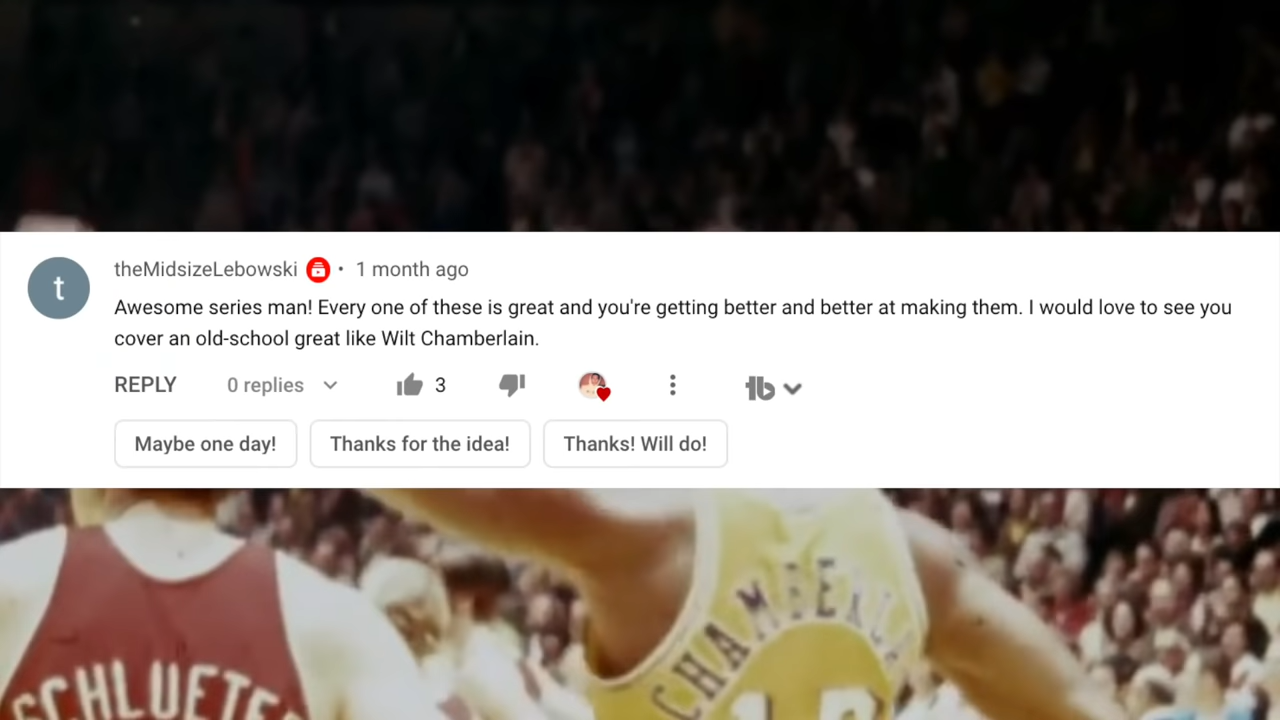 t
theMidsizeLebowski • 1 month ago
Awesome series man! Every one of these is great and you're getting better and better at making them. I would love to see you
cover an old-school great like Wilt Chamberlain.
REPLY 0 replies 3 tb
Maybe one day! Thanks for the idea! Thanks! Will do!
CHAMBERL
SCHLUETE